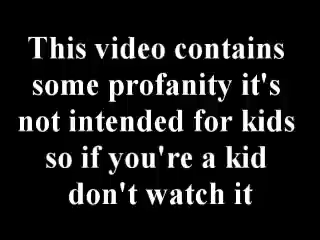 This video contains
some profanity it's
not intended for kids
so if you're a kid
don't watch it